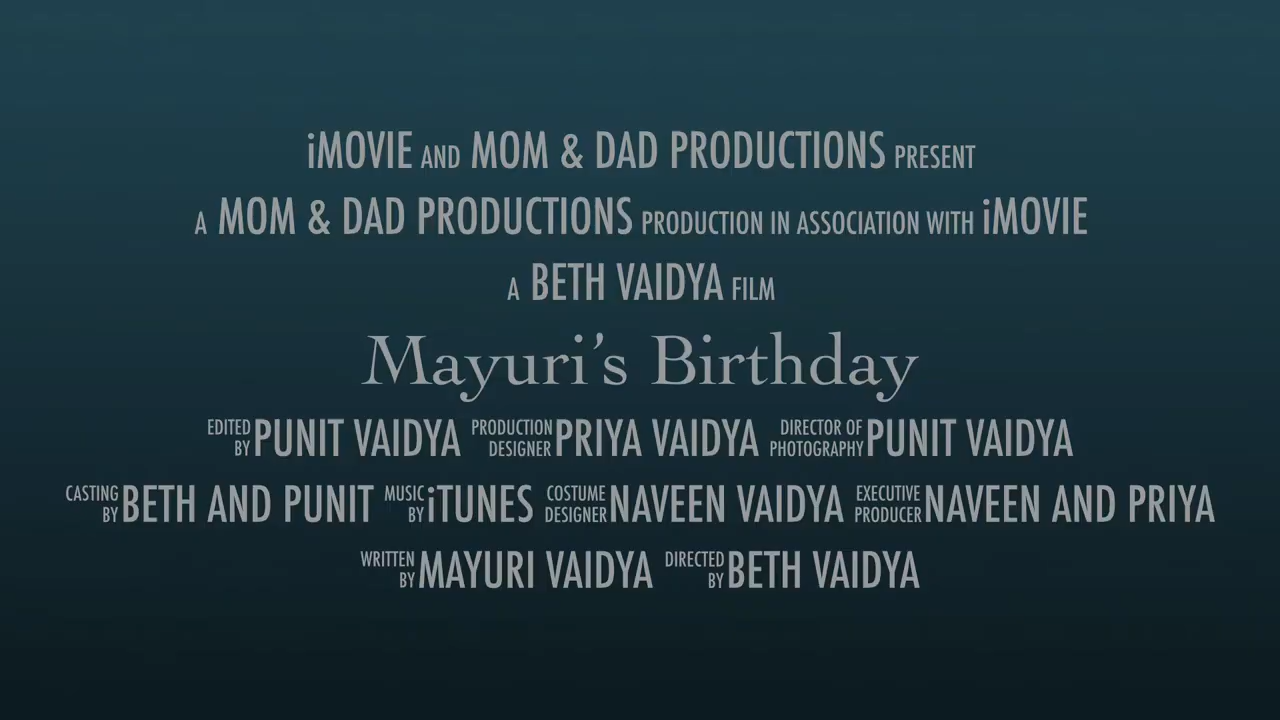 iMOVIE AND MOM & DAD PRODUCTIONS PRESENT
A MOM & DAD PRODUCTIONS PRODUCTION IN ASSOCIATION WITH iMOVIE
A BETH VAIDYA FILM
Mayuri's Birthday
EDITED BY PUNIT VAIDYA PRODUCTION DESIGNER PRIYA VAIDYA DIRECTOR OF PHOTOGRAPHY PUNIT VAIDYA
CASTING BY BETH AND PUNIT MUSIC BY iTUNES COSTUME DESIGNER NAVEEN VAIDYA EXECUTIVE PRODUCER NAVEEN AND PRIYA
WRITTEN BY MAYURI VAIDYA DIRECTED BY BETH VAIDYA